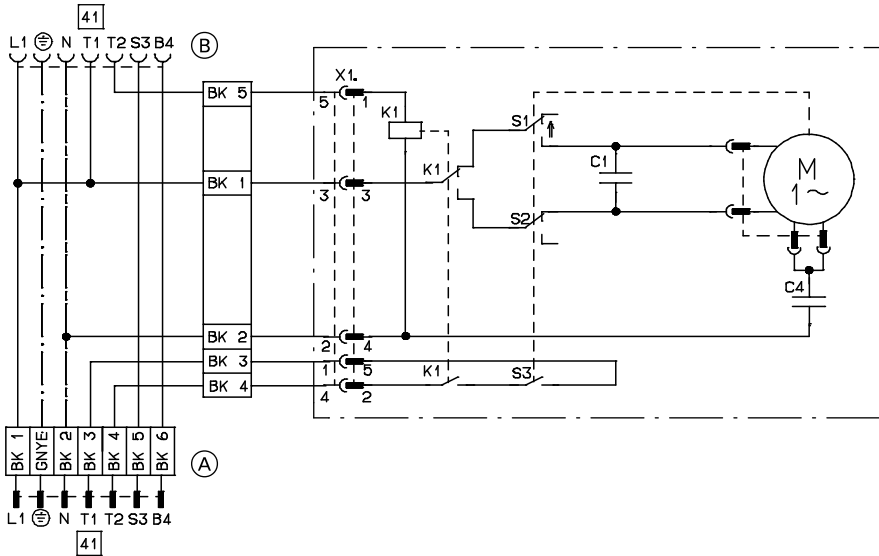 41
L1 N T1 T2 S3 B4 B
BK 5
5 X1. 1
K1
S1
C1
M
1~
BK 1
3 3
K1
S2
C4
BK 2
2 4
BK 3
1 5
BK 4
4 2
K1
S3
BK 1
GNYE
BK 2
BK 3
BK 4
BK 5
BK 6
A
L1 N T1 T2 S3 B4
41